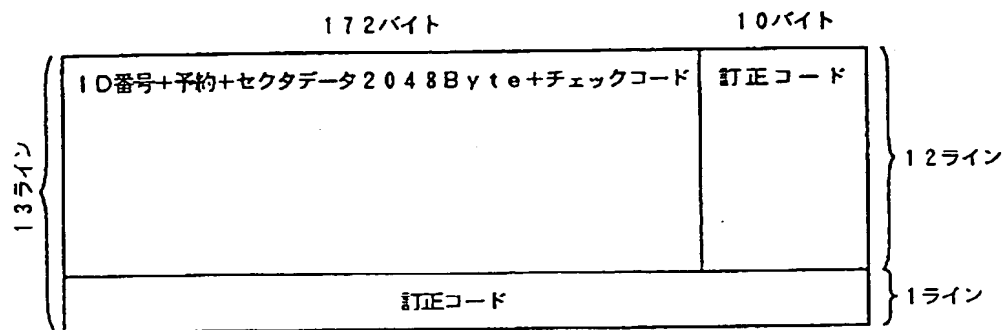 172バイト 10バイト
ID番号+予約+セクタデータ2048Byte+チェックコード 訂正コード
13ライン
12ライン
訂正コード
1ライン